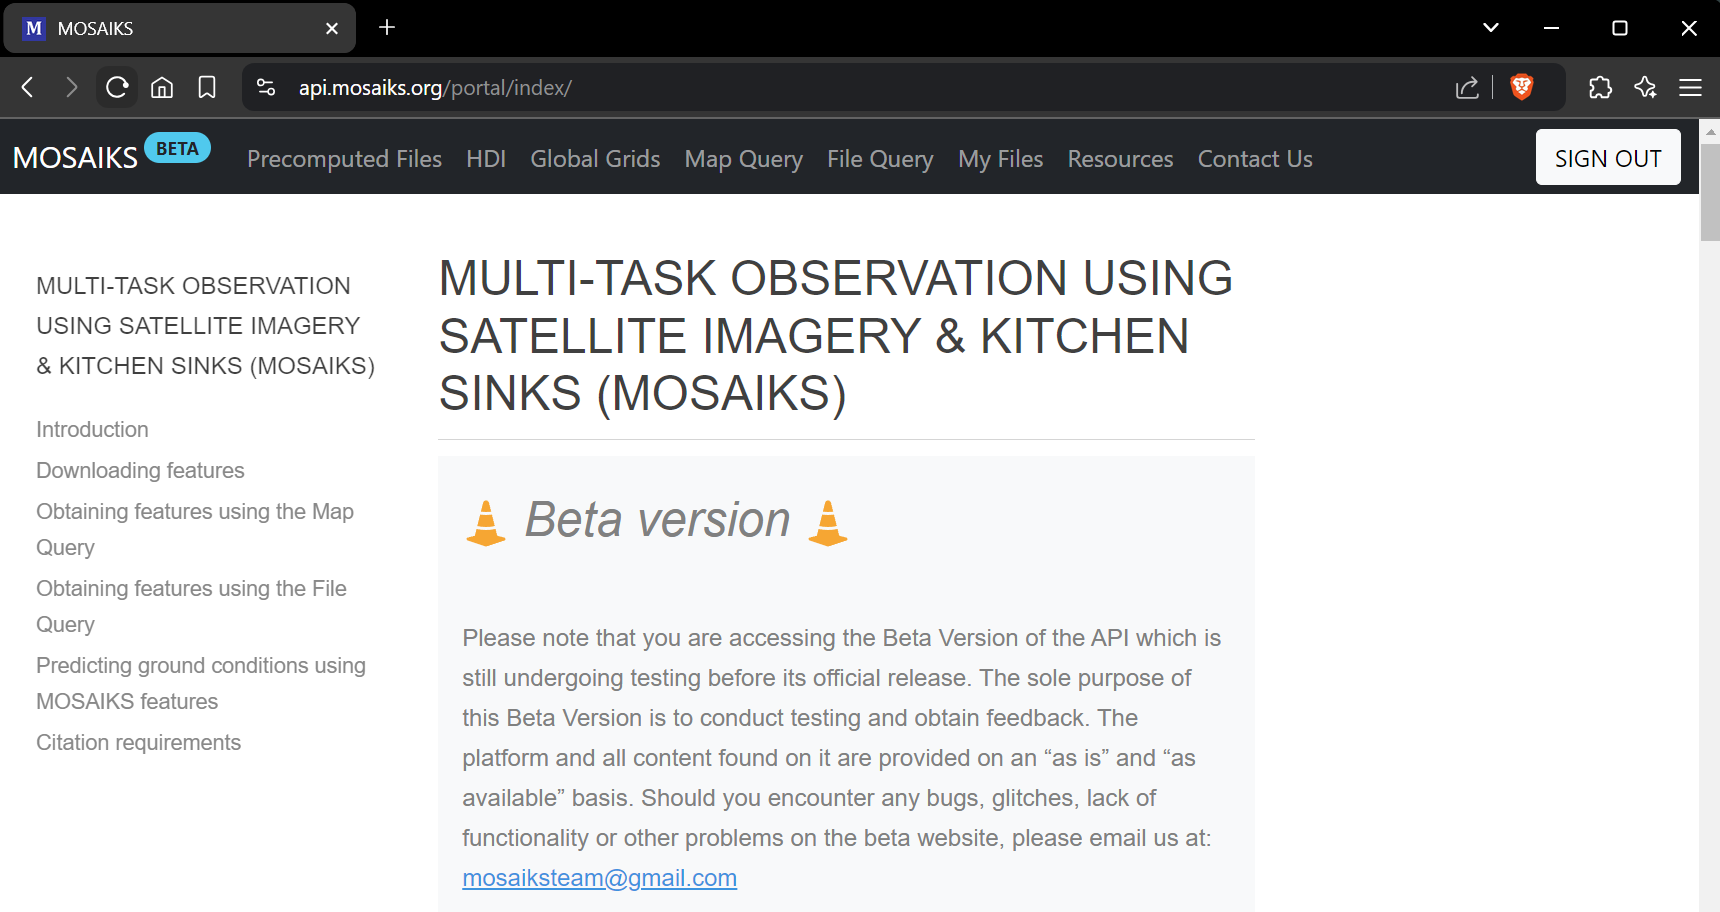 M MOSAIKS
api.mosaiks.org/portal/index/
MOSAIKS BETA Precomputed Files HDI Global Grids Map Query File Query My Files Resources Contact Us SIGN OUT
MULTI-TASK OBSERVATION
USING SATELLITE IMAGERY
& KITCHEN SINKS (MOSAIKS)
Introduction
Downloading features
Obtaining features using the Map
Query
Obtaining features using the File
Query
Predicting ground conditions using
MOSAIKS features
Citation requirements
MULTI-TASK OBSERVATION USING
SATELLITE IMAGERY & KITCHEN
SINKS (MOSAIKS)
Beta version
Please note that you are accessing the Beta Version of the API which is
still undergoing testing before its official release. The sole purpose of
this Beta Version is to conduct testing and obtain feedback. The
platform and all content found on it are provided on an “as is” and “as
available” basis. Should you encounter any bugs, glitches, lack of
functionality or other problems on the beta website, please email us at:
mosaiksteam@gmail.com